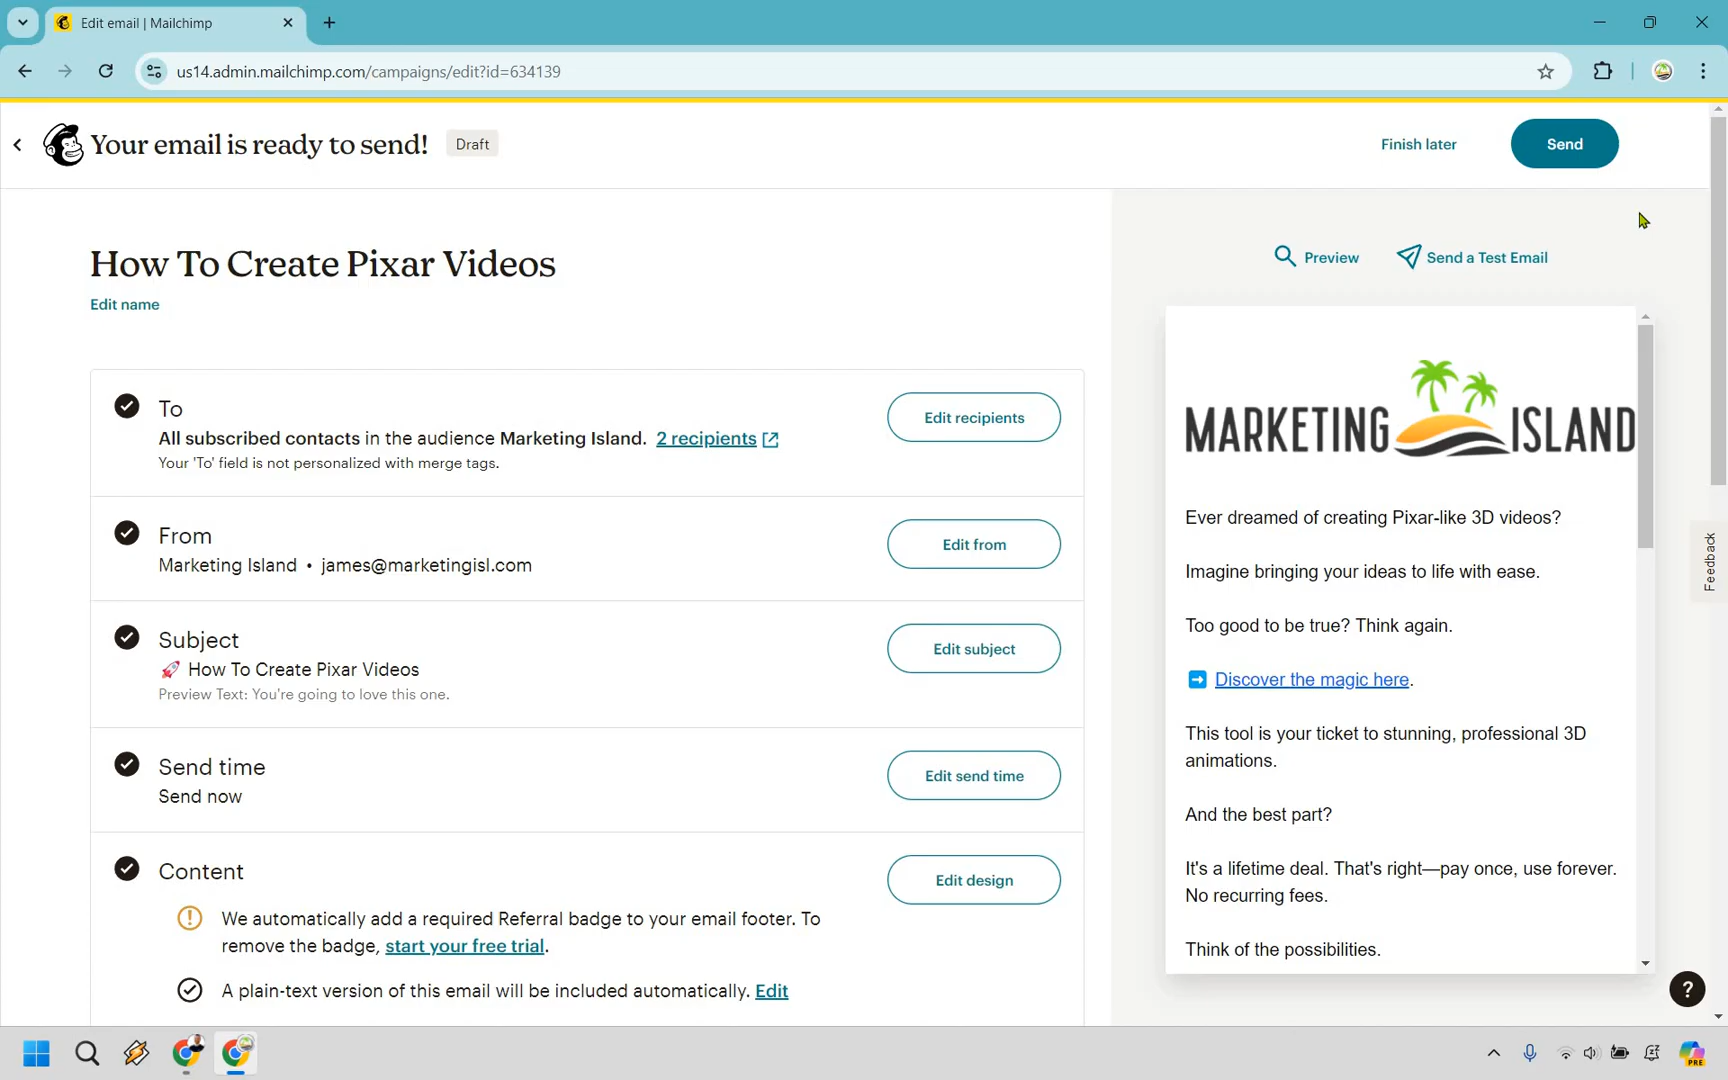 Edit email | Mailchimp
us14.admin.mailchimp.com/campaigns/edit?id=634139
Your email is ready to send!
Draft
Finish later
Send
How To Create Pixar Videos
Edit name
Preview
Send a Test Email
To
All subscribed contacts in the audience Marketing Island. 2 recipients
Your 'To' field is not personalized with merge tags.
Edit recipients
From
Marketing Island • james@marketingisl.com
Edit from
Subject
🚀 How To Create Pixar Videos
Preview Text: You're going to love this one.
Edit subject
Send time
Send now
Edit send time
Content
Edit design
We automatically add a required Referral badge to your email footer. To
remove the badge, start your free trial.
A plain-text version of this email will be included automatically. Edit
MARKETING ISLAND
Ever dreamed of creating Pixar-like 3D videos?
Imagine bringing your ideas to life with ease.
Too good to be true? Think again.
➡️ Discover the magic here.
This tool is your ticket to stunning, professional 3D
animations.
And the best part?
It's a lifetime deal. That's right—pay once, use forever.
No recurring fees.
Think of the possibilities.
Feedback
?
PRE